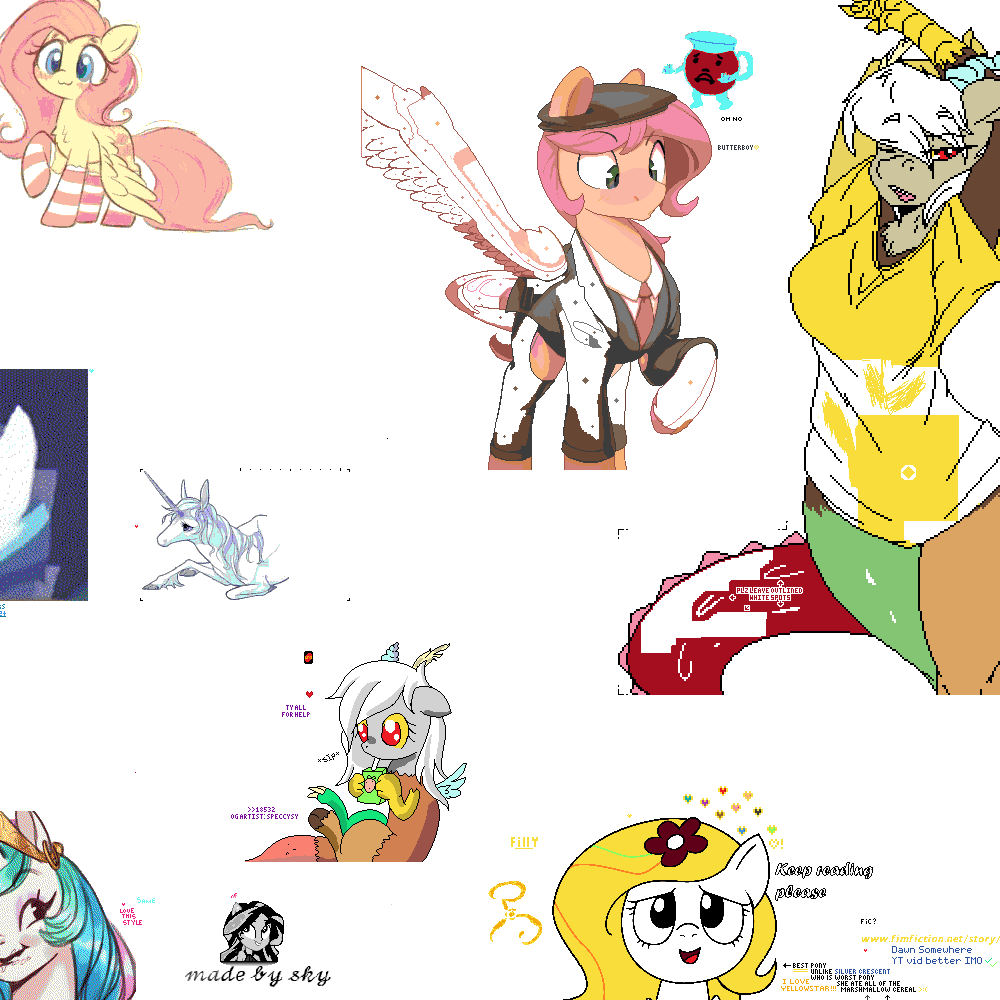 OH NO
BUTTERBOY
PLZ LEAVE OUTLINED
WHITE SPOTS
TY ALL
FOR HELP
*SIP*
>>18532
OG ARTIST:SPECCYSY
FillY
Keep reading
please
Same
LOVE
THIS
STYLE
made by sky
FiC?
www.fimfiction.net/story/
Dawn Somewhere
YT vid better IMO
←BEST PONY
UNLIKE SILVER CRESCENT
WHO IS WORST PONY
I LOVE
SHE ATE ALL OF THE
YELLOWSTAR!!!
MARSHMALLOW CEREAL